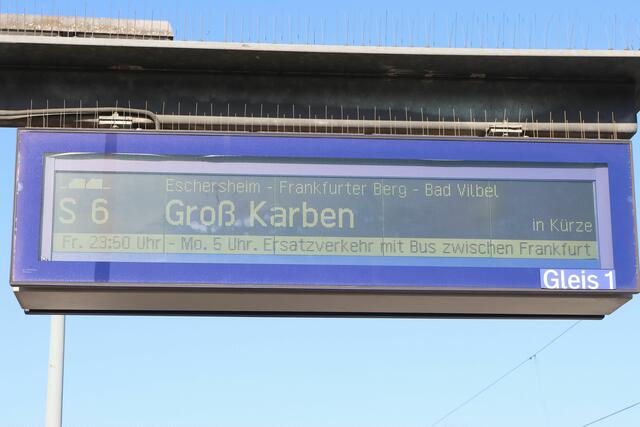 Eschersheim - Frankfurter Berg - Bad Vilbel
S 6 Groß Karben in Kürze
Fr. 23:50 Uhr - Mo. 5 Uhr. Ersatzverkehr mit Bus zwischen Frankfurt
Gleis 1